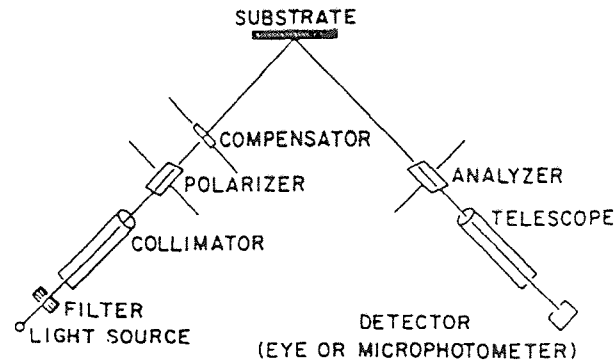 SUBSTRATE
COMPENSATOR
POLARIZER
ANALYZER
TELESCOPE
COLLIMATOR
FILTER
LIGHT SOURCE
DETECTOR
(EYE OR MICROPHOTOMETER)